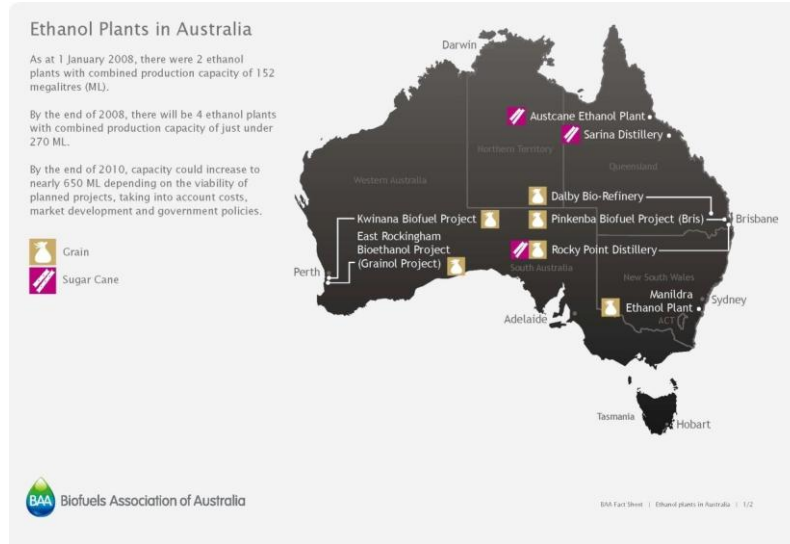 Ethanol Plants in Australia
As at 1 January 2008, there were 2 ethanol
plants with combined production capacity of 152
megalitres (ML).
By the end of 2008, there will be 4 ethanol plants
with combined production capacity of just under
270 ML.
By the end of 2010, capacity could increase to
nearly 650 ML depending on the viability of
planned projects, taking into account costs,
market development and government policies.
Grain
Sugar Cane
Darwin
Austcane Ethanol Plant
Sarina Distillery
Northern Territory
Queensland
Western Australia
Dalby Bio-Refinery
Kwinana Biofuel Project
Pinkenba Biofuel Project (Bris)
Brisbane
East Rockingham
Bioethanol Project
(Grainol Project)
Rocky Point Distillery
Perth
South Australia
New South Wales
Manildra
Ethanol Plant
Sydney
Adelaide
ACT
Tasmania
Hobart
BAA
Biofuels Association of Australia
BAA Fact Sheet | Ethanol plants in Australia | 1/2